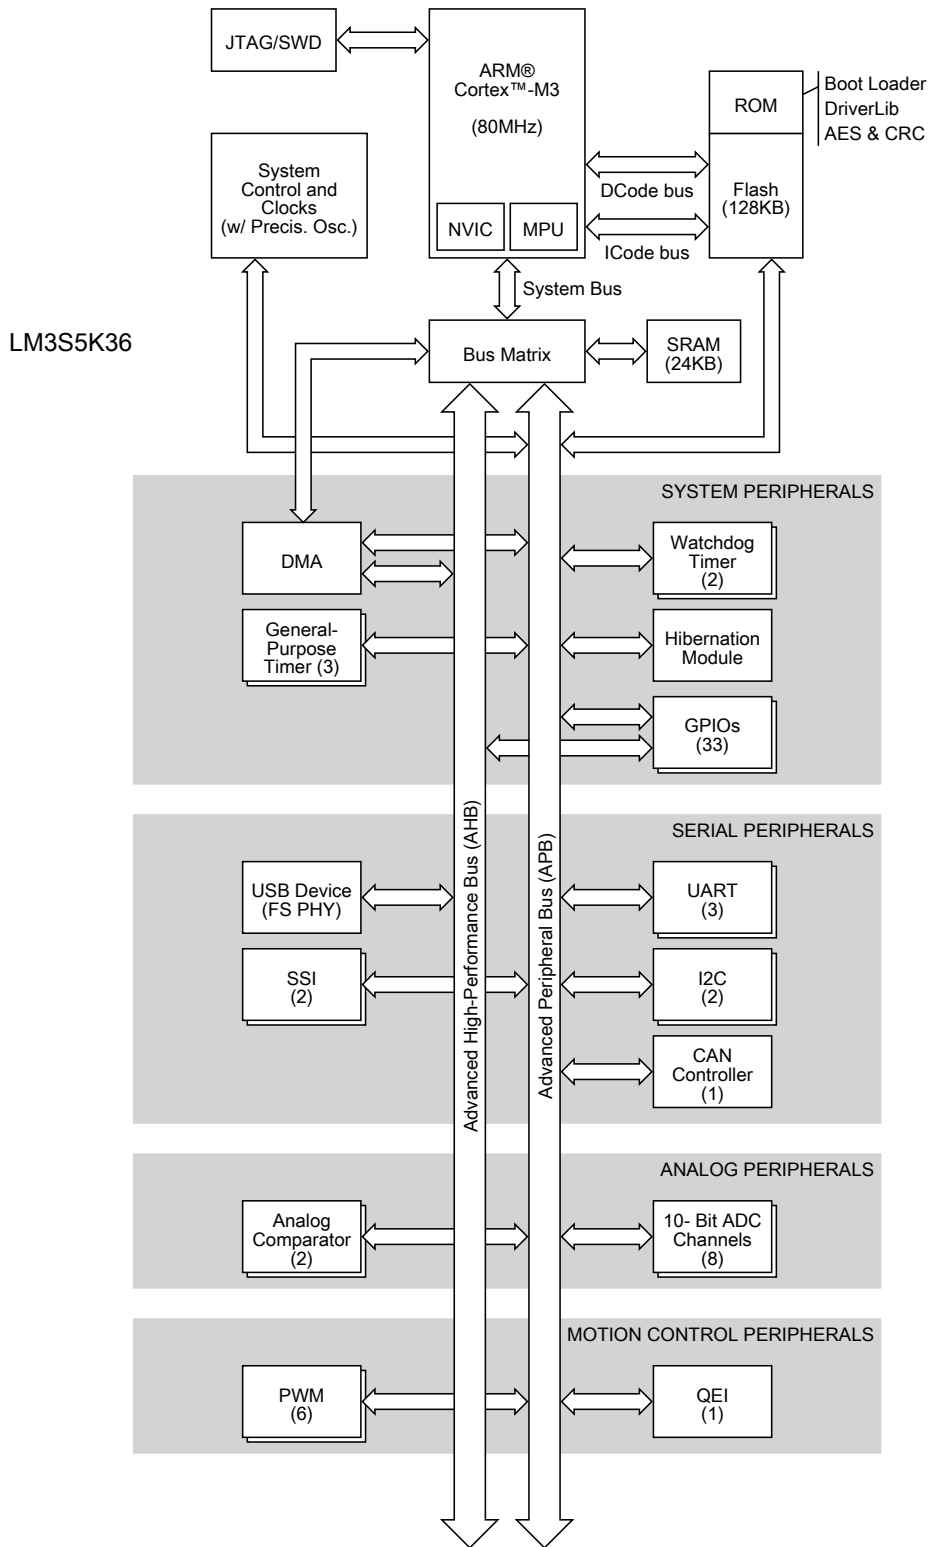 JTAG/SWD
ARM®
Cortex™-M3
(80MHz)
NVIC
MPU
ROM
Boot Loader
DriverLib
AES & CRC
Flash
(128KB)
System
Control and
Clocks
(w/ Precis. Osc.)
DCode bus
ICode bus
System Bus
LM3S5K36
Bus Matrix
SRAM
(24KB)
SYSTEM PERIPHERALS
DMA
Watchdog
Timer
(2)
General-
Purpose
Timer (3)
Hibernation
Module
GPIOs
(33)
Advanced High-Performance Bus (AHB)
Advanced Peripheral Bus (APB)
SERIAL PERIPHERALS
USB Device
(FS PHY)
UART
(3)
SSI
(2)
I2C
(2)
CAN
Controller
(1)
ANALOG PERIPHERALS
Analog
Comparator
(2)
10- Bit ADC
Channels
(8)
MOTION CONTROL PERIPHERALS
PWM
(6)
QEI
(1)